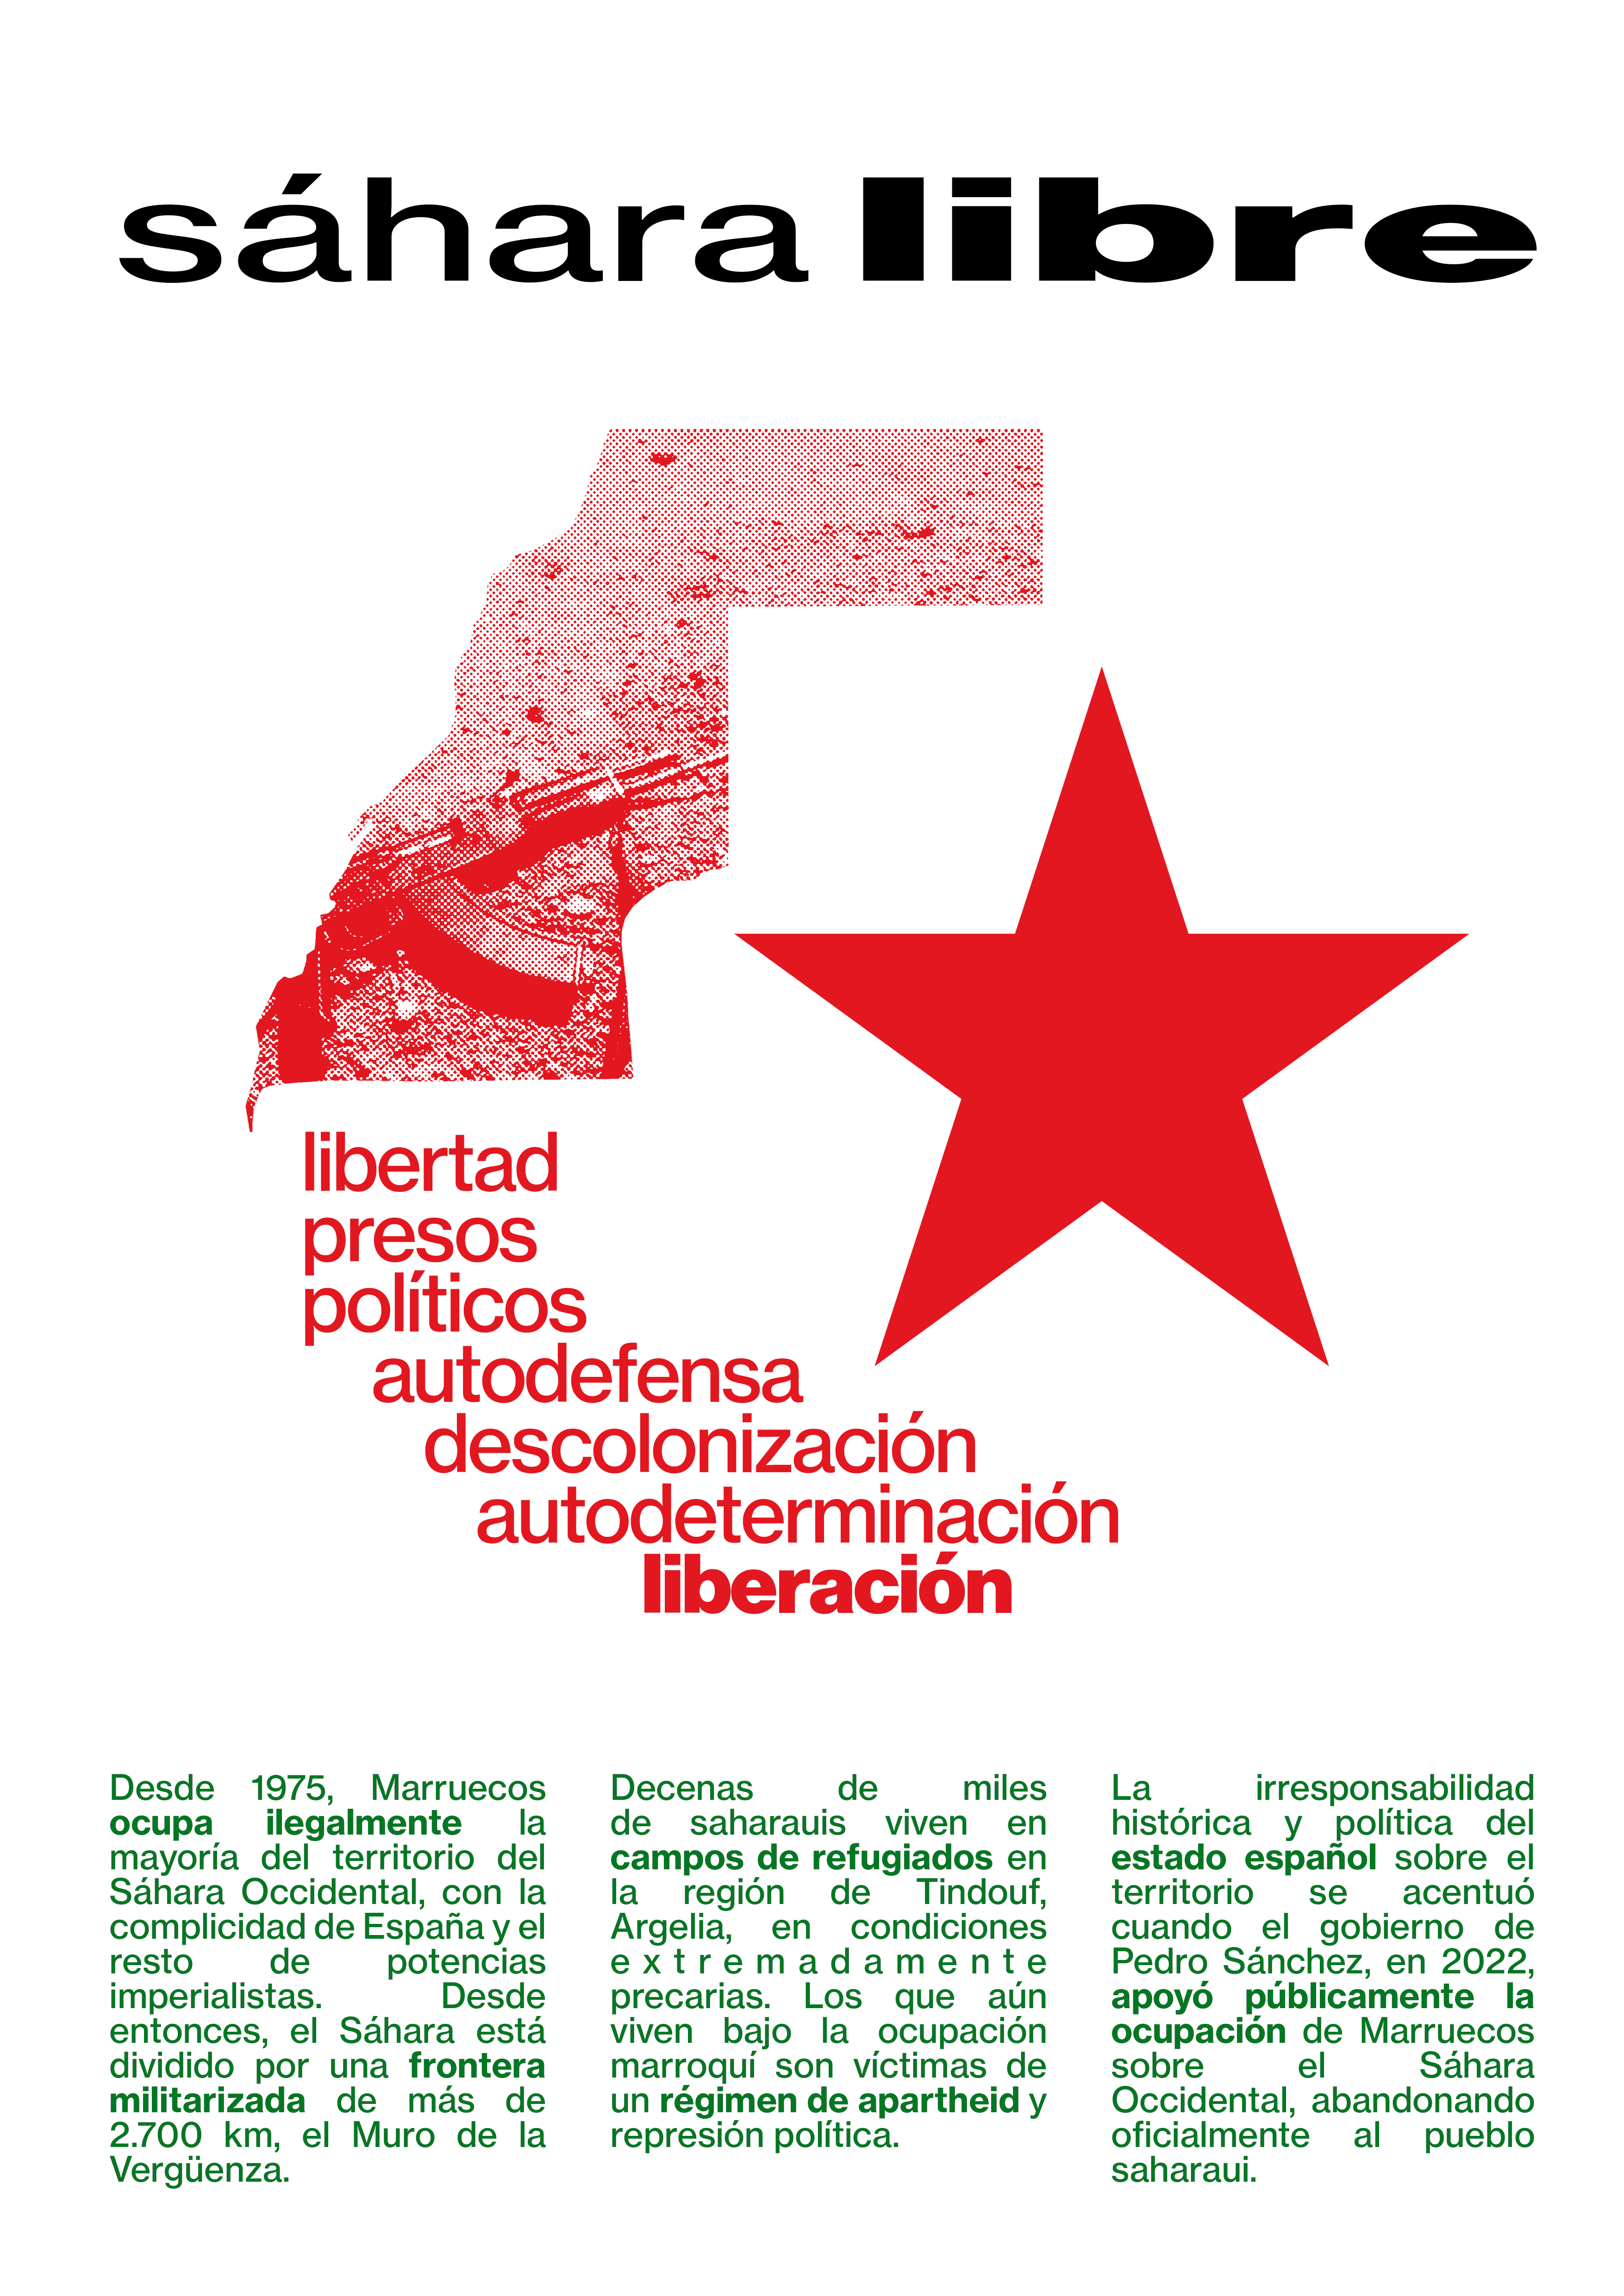 sáhara libre
libertad
presos
políticos
autodefensa
descolonización
autodeterminación
liberación
Desde 1975, Marruecos
ocupa ilegalmente la
mayoría del territorio del
Sáhara Occidental, con la
complicidad de España y el
resto de potencias
imperialistas. Desde
entonces, el Sáhara está
dividido por una frontera
militarizada de más de
2.700 km, el Muro de la
Vergüenza.
Decenas de miles
de saharauis viven en
campos de refugiados en
la región de Tindouf,
Argelia, en condiciones
extremadamente
precarias. Los que aún
viven bajo la ocupación
marroquí son víctimas de
un régimen de apartheid y
represión política.
La irresponsabilidad
histórica y política del
estado español sobre el
territorio se acentuó
cuando el gobierno de
Pedro Sánchez, en 2022,
apoyó públicamente la
ocupación de Marruecos
sobre el Sáhara
Occidental, abandonando
oficialmente al pueblo
saharaui.